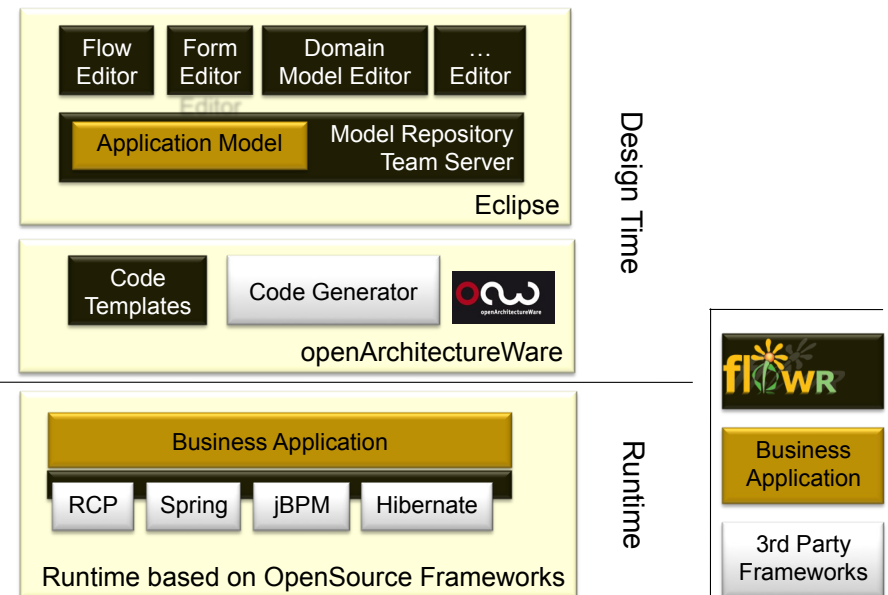 Flow
Editor
Form
Editor
Domain
Model Editor
…
Editor
Editor
Application Model
Model Repository
Team Server
Eclipse
Design Time
Code
Templates
Code Generator
openArchitectureWare
openArchitectureWare
flowR
Business Application
Business
Application
Runtime
RCP
Spring
jBPM
Hibernate
3rd Party
Frameworks
Runtime based on OpenSource Frameworks